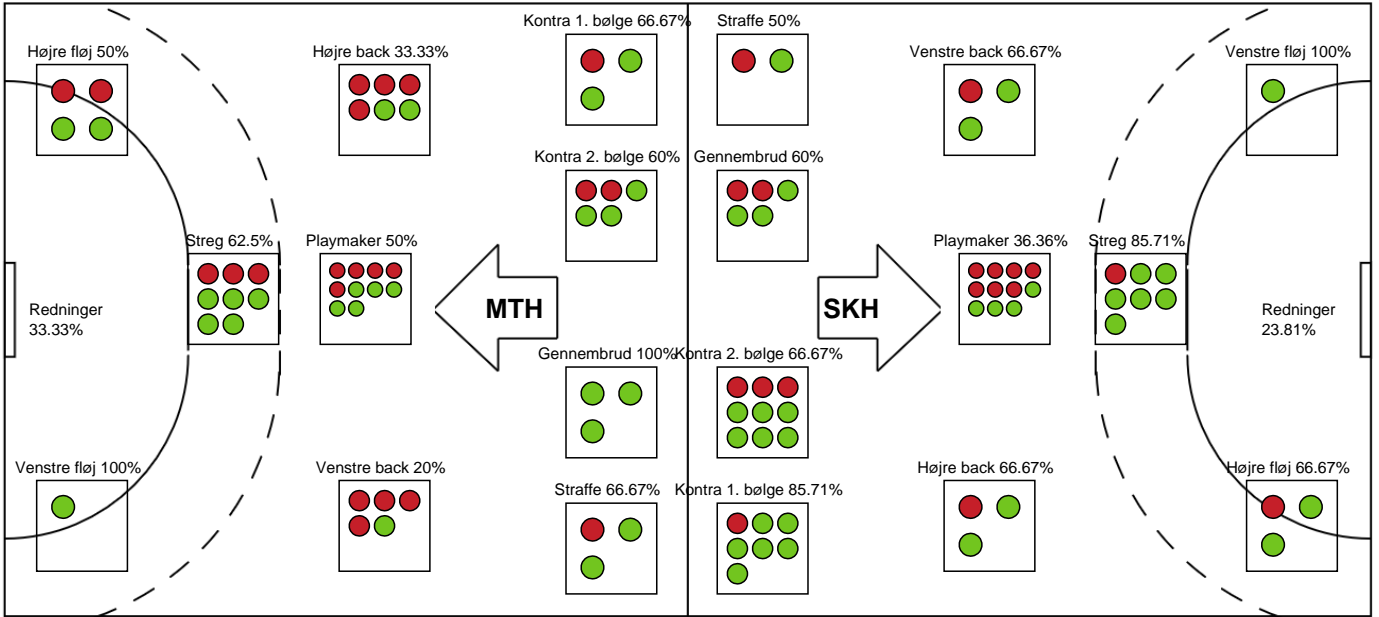 Kontra 1. bølge 66.67%
Straffe 50%
Højre fløj 50%
Højre back 33.33%
Venstre back 66.67%
Venstre fløj 100%
Kontra 2. bølge 60%
Gennembrud 60%
Streg 62.5%
Playmaker 50%
Playmaker 36.36%
Streg 85.71%
MTH
SKH
Redninger
33.33%
Redninger
23.81%
Gennembrud 100%
Kontra 2. bølge 66.67%
Venstre fløj 100%
Venstre back 20%
Højre back 66.67%
Højre fløj 66.67%
Straffe 66.67%
Kontra 1. bølge 85.71%